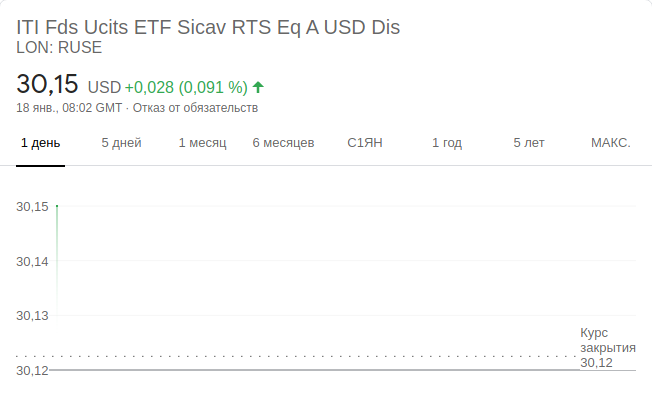 ITI Fds Ucits ETF Sicav RTS Eq A USD Dis
LON: RUSE
30,15 USD +0,028 (0,091 %)
18 янв., 08:02 GMT · Отказ от обязательств
1 день 5 дней 1 месяц 6 месяцев С1ЯН 1 год 5 лет МАКС.
30,15
30,14
30,13
Курс
закрытия
30,12
30,12